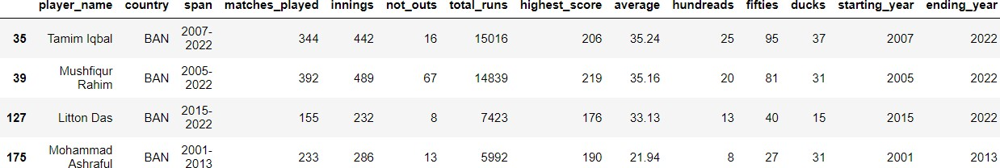 player_name country span matches_played innings not_outs total_runs highest_score average hundreads fifties ducks starting_year ending_year
35 Tamim Iqbal BAN 2007-2022 344 442 16 15016 206 35.24 25 95 37 2007 2022
39 Mushfiqur Rahim BAN 2005-2022 392 489 67 14839 219 35.16 20 81 31 2005 2022
127 Litton Das BAN 2015-2022 155 232 8 7423 176 33.13 13 40 15 2015 2022
175 Mohammad Ashraful BAN 2001-2013 233 286 13 5992 190 21.94 8 27 31 2001 2013